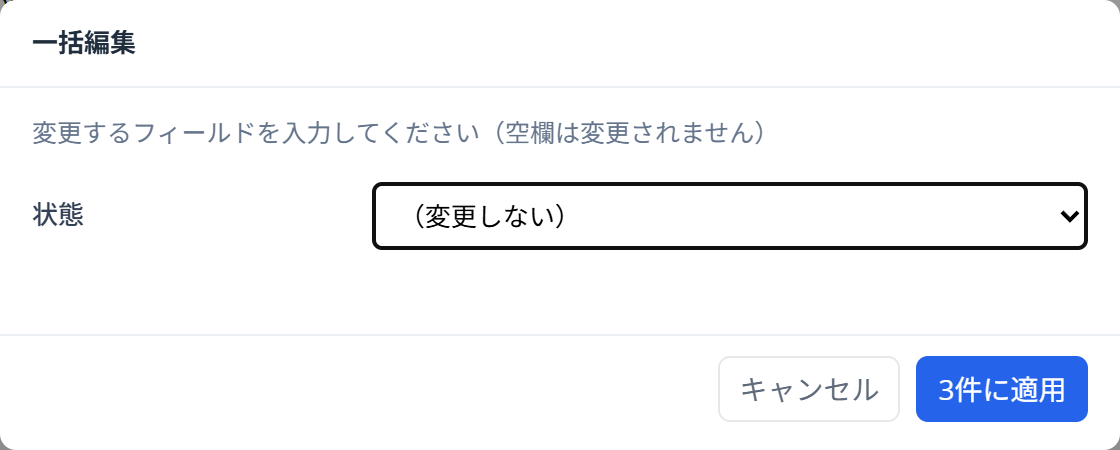 一括編集
変更するフィールドを入力してください（空欄は変更されません）
状態
（変更しない）
キャンセル
3件に適用